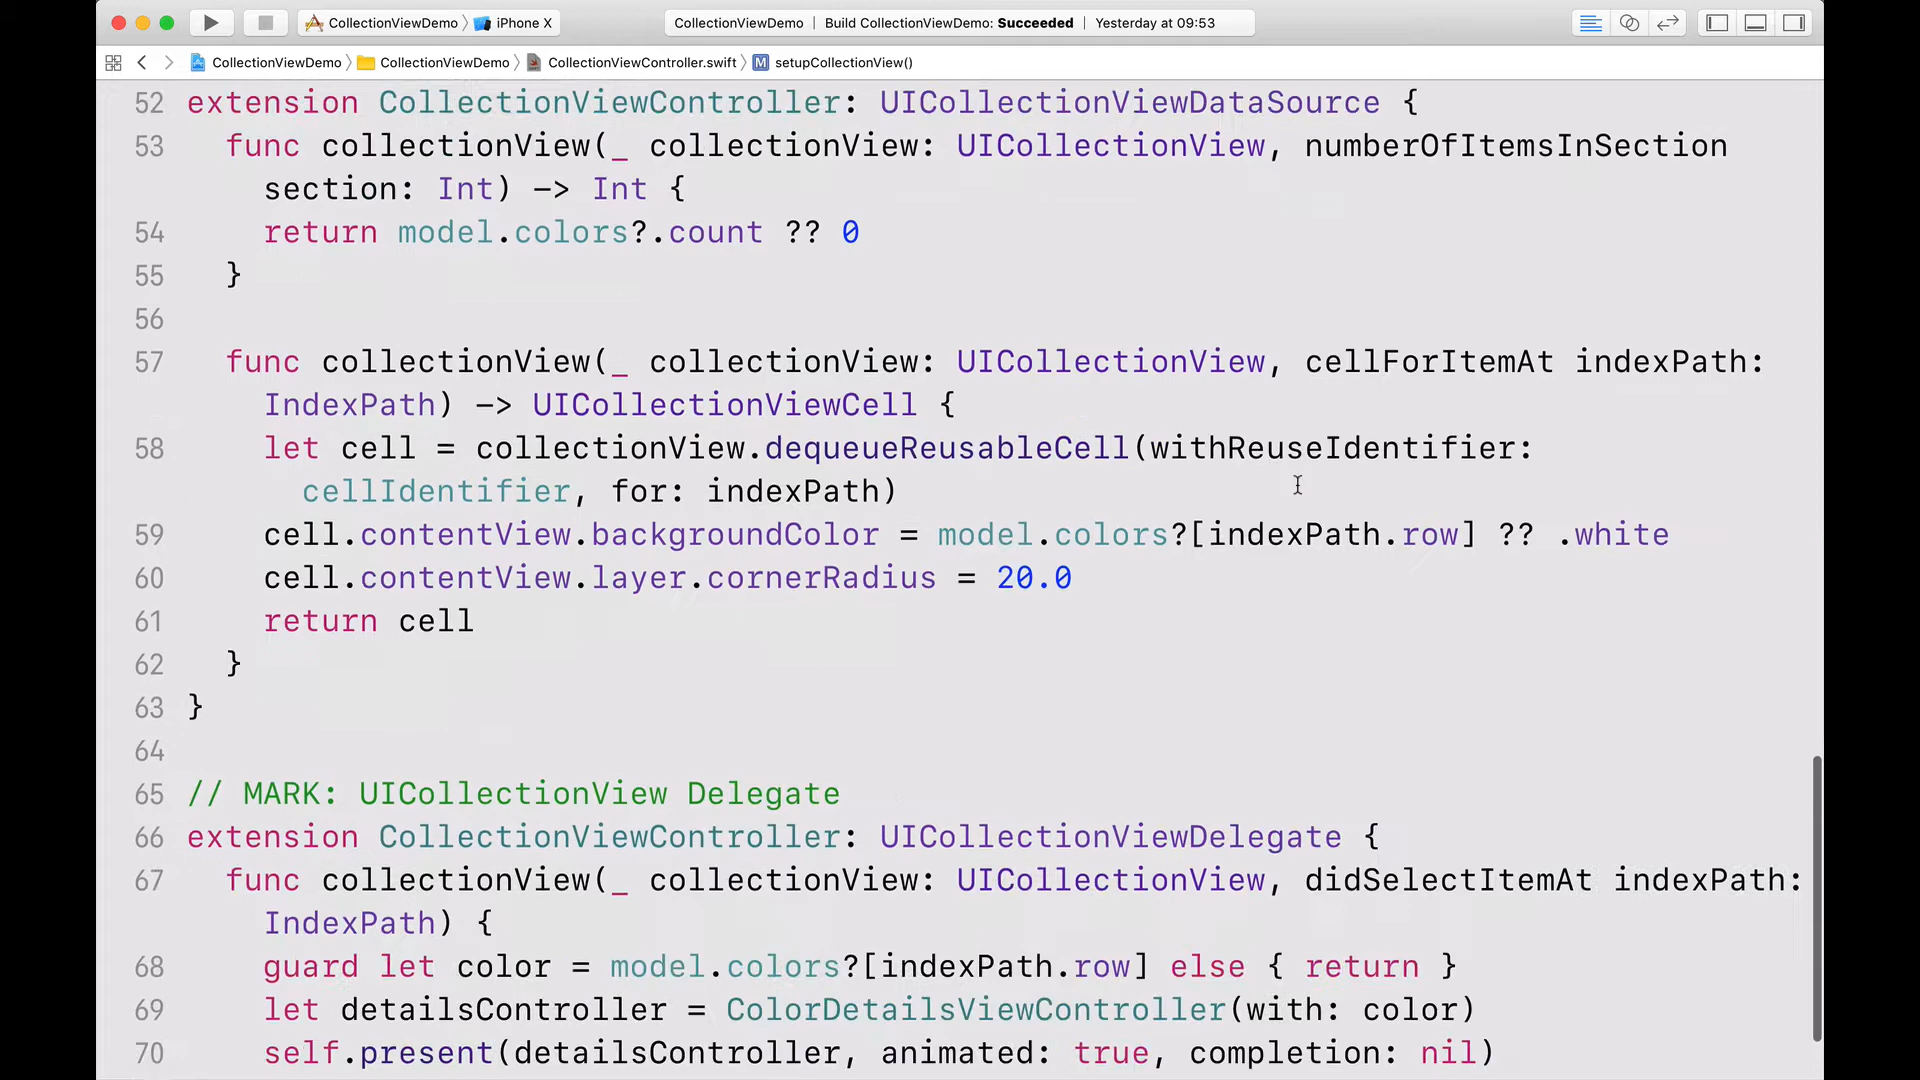 CollectionViewDemo iPhone X CollectionViewDemo | Build CollectionViewDemo: Succeeded | Yesterday at 09:53
CollectionViewDemo CollectionViewDemo CollectionViewController.swift M setupCollectionView()
52 extension CollectionViewController: UICollectionViewDataSource {
53 func collectionView(_ collectionView: UICollectionView, numberOfItemsInSection
section: Int) -> Int {
54 return model.colors?.count ?? 0
55 }
56
57 func collectionView(_ collectionView: UICollectionView, cellForItemAt indexPath:
IndexPath) -> UICollectionViewCell {
58 let cell = collectionView.dequeueReusableCell(withReuseIdentifier:
cellIdentifier, for: indexPath)
59 cell.contentView.backgroundColor = model.colors?[indexPath.row] ?? .white
60 cell.contentView.layer.cornerRadius = 20.0
61 return cell
62 }
63 }
64
65 // MARK: UICollectionView Delegate
66 extension CollectionViewController: UICollectionViewDelegate {
67 func collectionView(_ collectionView: UICollectionView, didSelectItemAt indexPath:
IndexPath) {
68 guard let color = model.colors?[indexPath.row] else { return }
69 let detailsController = ColorDetailsViewController(with: color)
70 self.present(detailsController, animated: true, completion: nil)